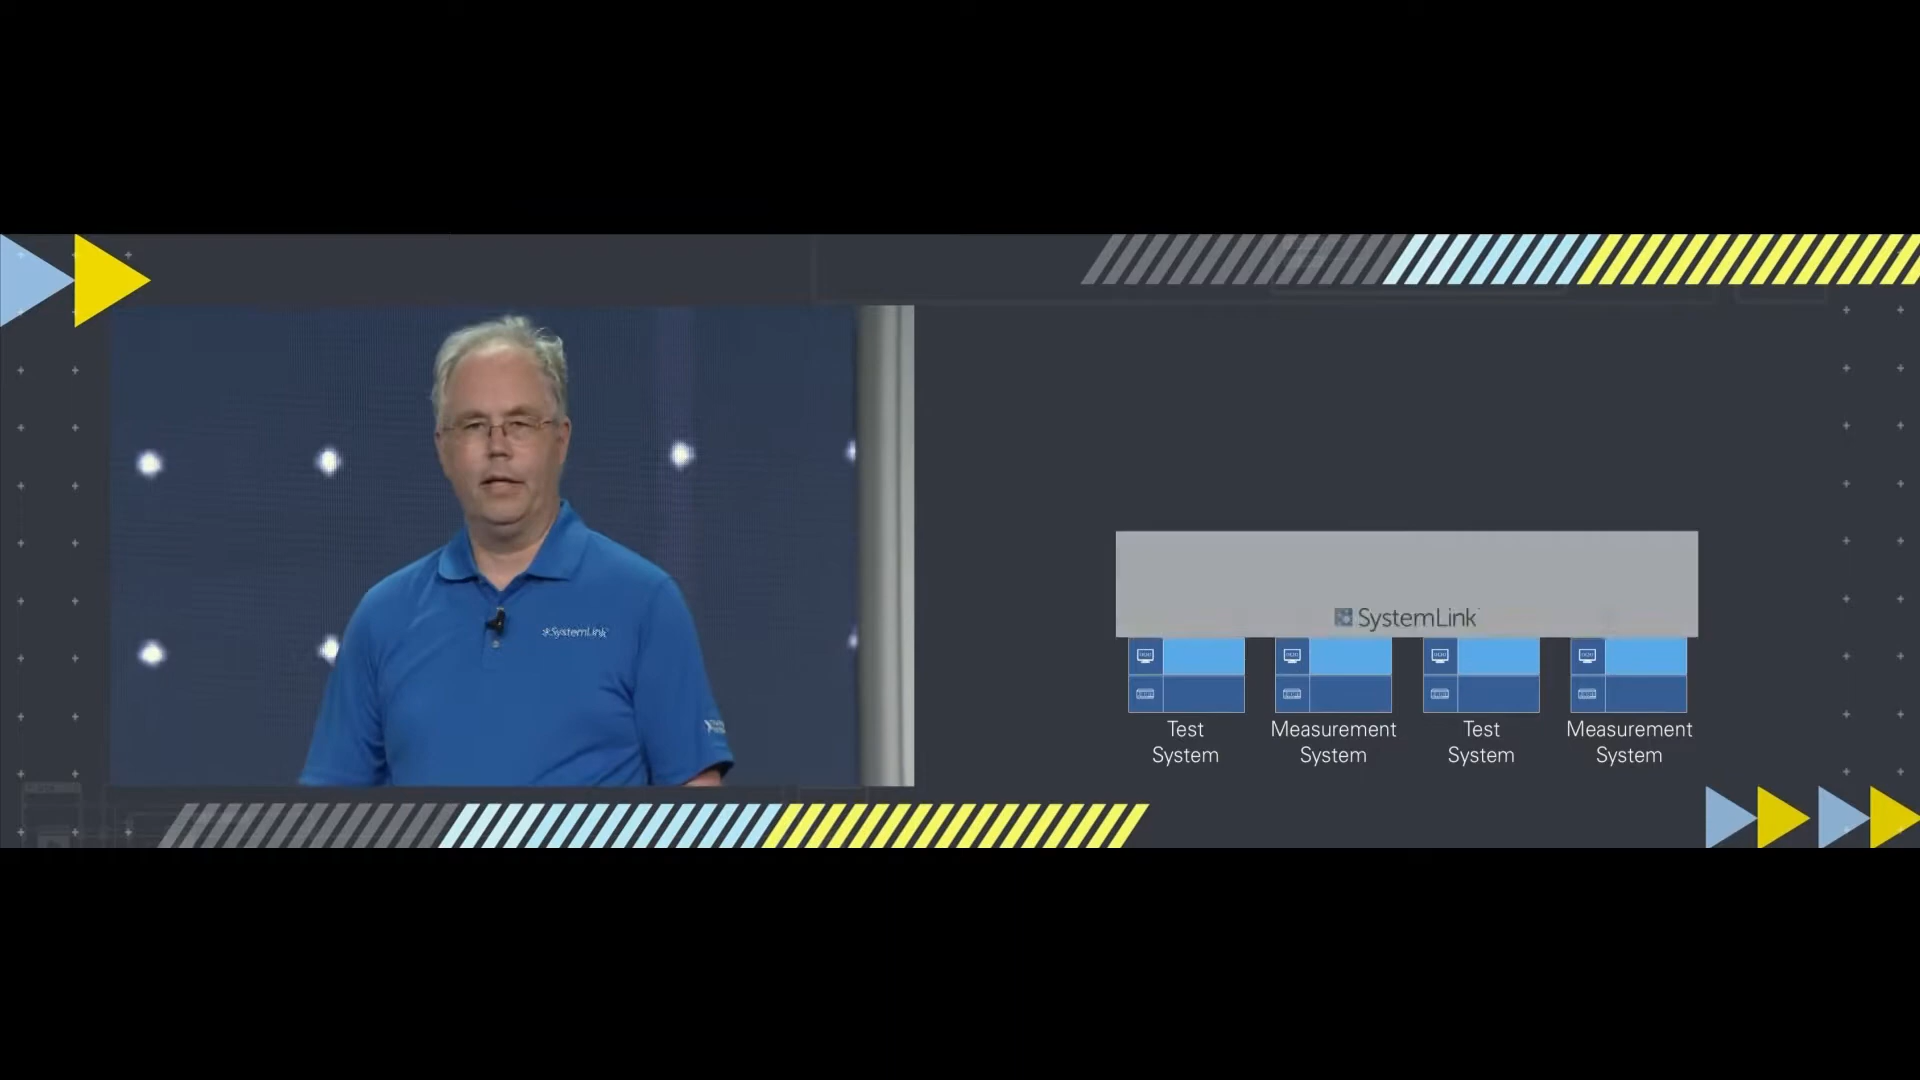 SystemLink
SystemLink
Test
System
Measurement
System
Test
System
Measurement
System